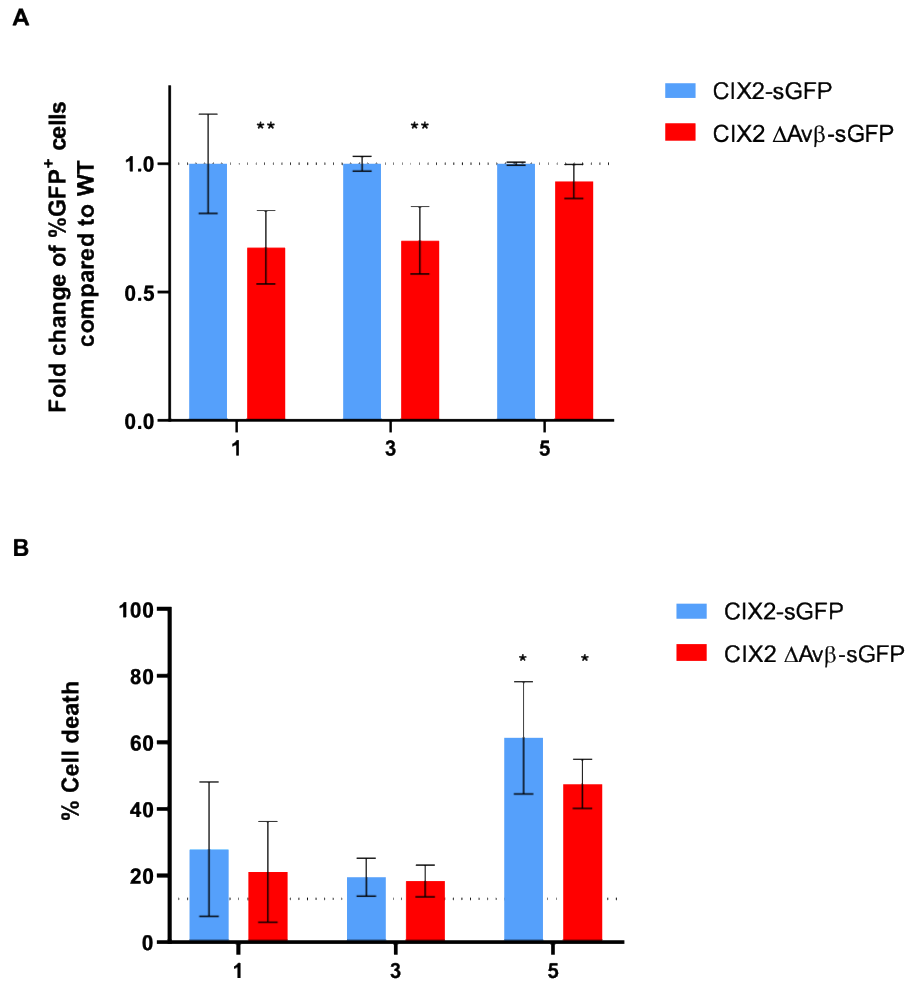 A
Fold change of %GFP⁺ cells
compared to WT
1.0
0.5
0.0
** **
1 3 5
CIX2-sGFP
CIX2 ΔAvβ-sGFP
B
% Cell death
100
80
60
40
20
0
* *
1 3 5
CIX2-sGFP
CIX2 ΔAvβ-sGFP